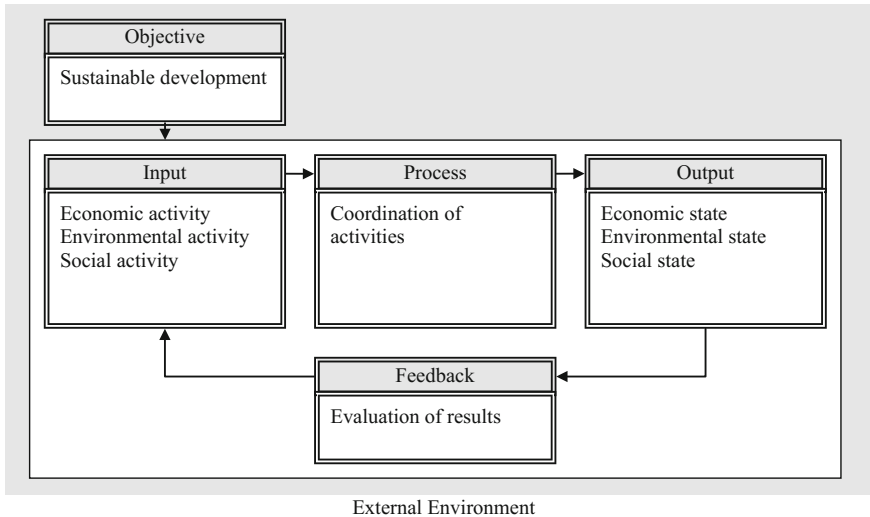 Objective
Sustainable development
Input
Economic activity
Environmental activity
Social activity
Process
Coordination of
activities
Output
Economic state
Environmental state
Social state
Feedback
Evaluation of results
External Environment